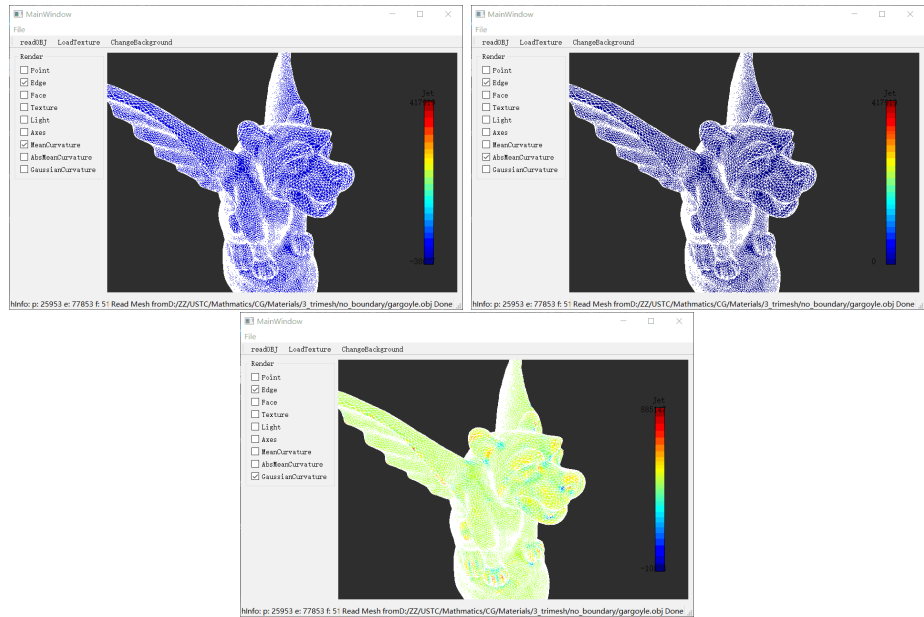 MainWindow
File
readOBJ LoadTexture ChangeBackground
Render
Point
Edge
Face
Texture
Light
Axes
MeanCurvature
AbsMeanCurvature
GaussianCurvature
jet
hInfo: p: 25953 e: 77853 f: 51 Read Mesh fromD:/ZZ/USTC/Mathmatics/CG/Materials/3_trimesh/no_boundary/gargoyle.obj Done
MainWindow
File
readOBJ LoadTexture ChangeBackground
Render
Point
Edge
Face
Texture
Light
Axes
MeanCurvature
AbsMeanCurvature
GaussianCurvature
jet
0
hInfo: p: 25953 e: 77853 f: 51 Read Mesh fromD:/ZZ/USTC/Mathmatics/CG/Materials/3_trimesh/no_boundary/gargoyle.obj Done
MainWindow
File
readOBJ LoadTexture ChangeBackground
Render
Point
Edge
Face
Texture
Light
Axes
MeanCurvature
AbsMeanCurvature
GaussianCurvature
jet
hInfo: p: 25953 e: 77853 f: 51 Read Mesh fromD:/ZZ/USTC/Mathmatics/CG/Materials/3_trimesh/no_boundary/gargoyle.obj Done